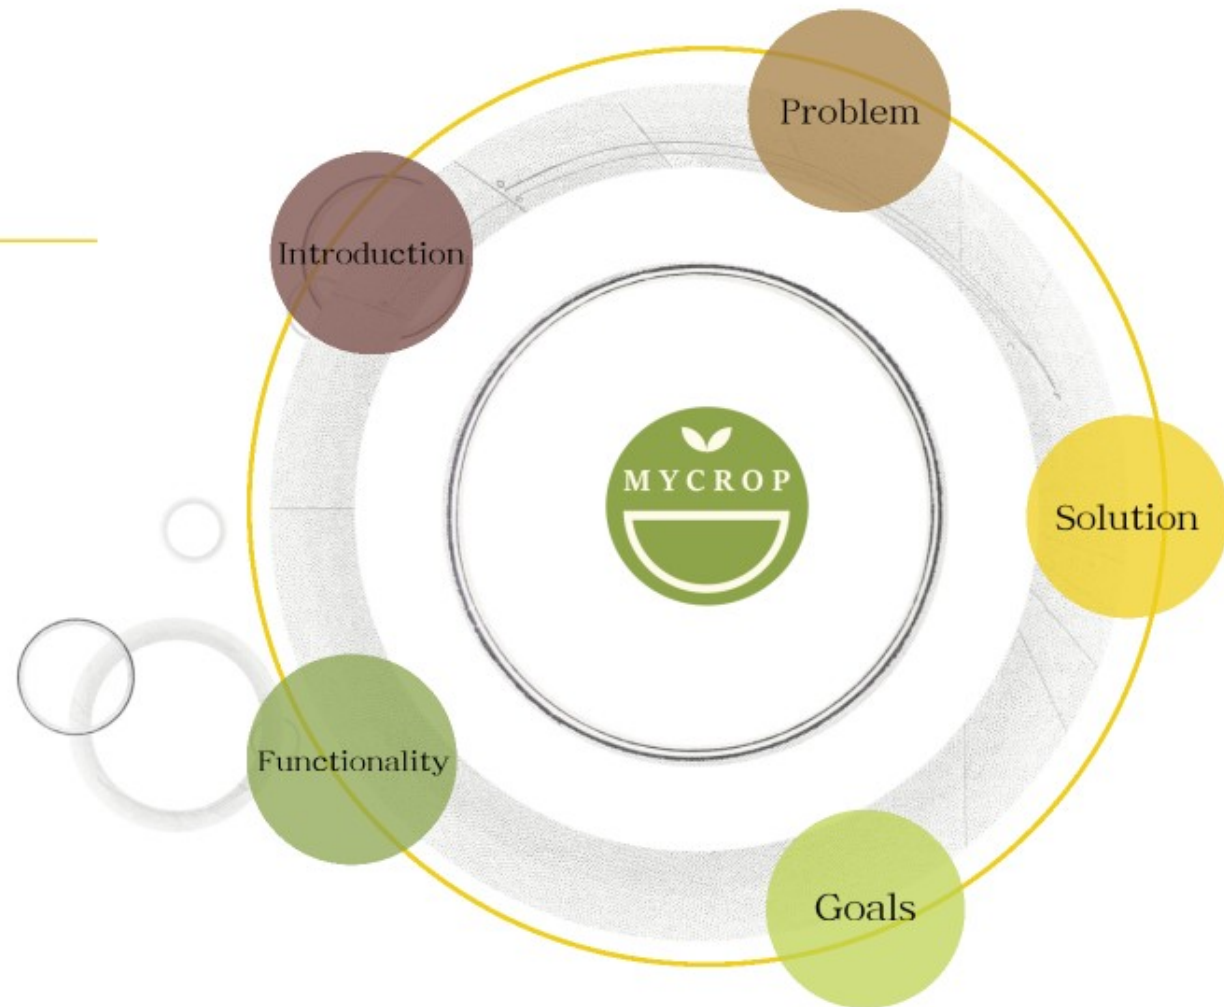 Problem
Introduction
MYCROP
Solution
Functionality
Goals